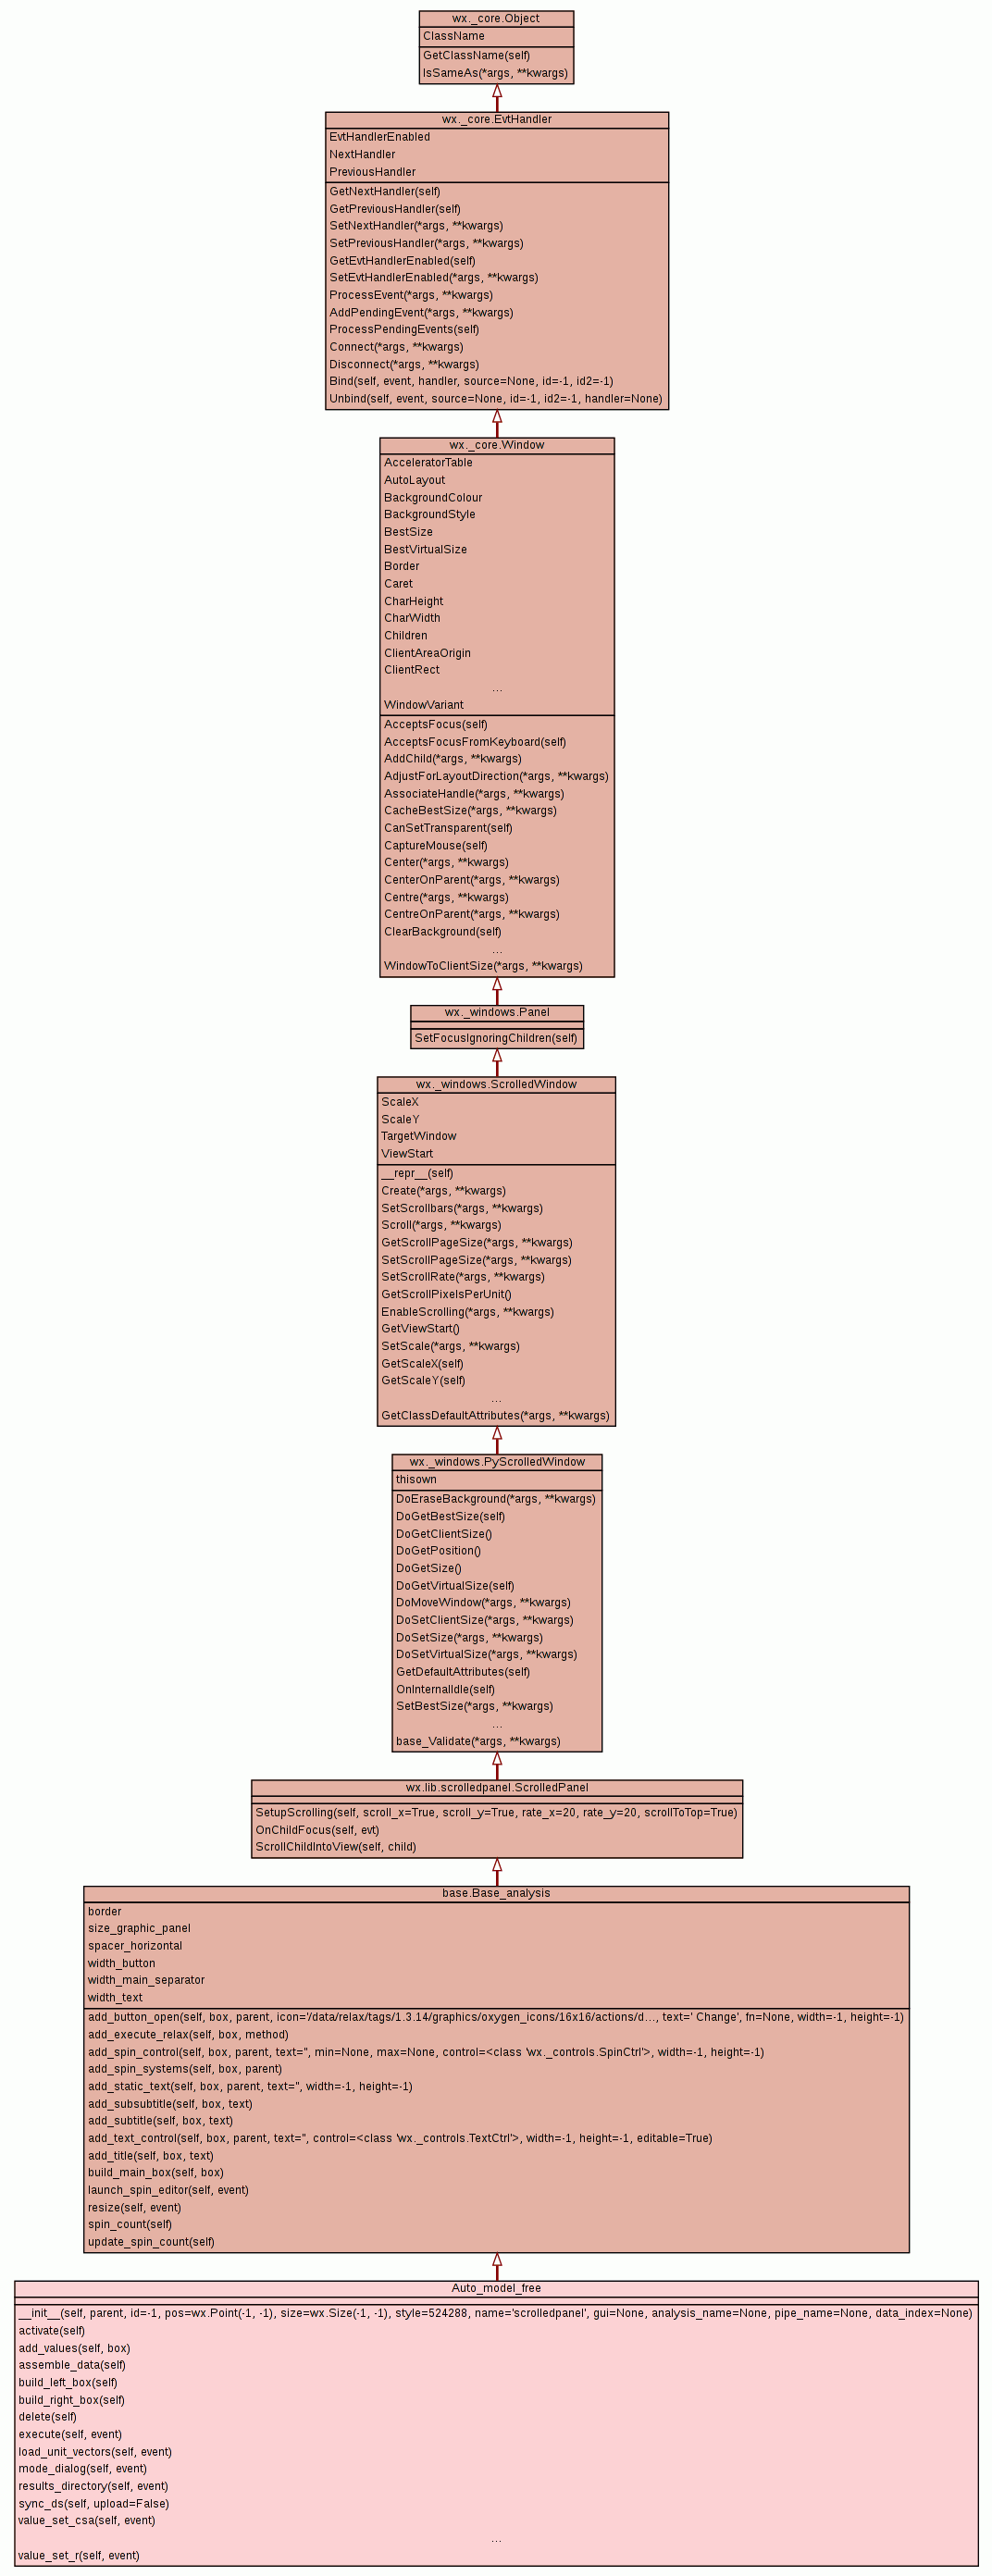 wx._core.Object
ClassName
GetClassName(self)
IsSameAs(*args, **kwargs)
wx._core.EvtHandler
EvtHandlerEnabled
NextHandler
PreviousHandler
GetNextHandler(self)
GetPreviousHandler(self)
SetNextHandler(*args, **kwargs)
SetPreviousHandler(*args, **kwargs)
GetEvtHandlerEnabled(self)
SetEvtHandlerEnabled(*args, **kwargs)
ProcessEvent(*args, **kwargs)
AddPendingEvent(*args, **kwargs)
ProcessPendingEvents(self)
Connect(*args, **kwargs)
Disconnect(*args, **kwargs)
Bind(self, event, handler, source=None, id=-1, id2=-1)
Unbind(self, event, source=None, id=-1, id2=-1, handler=None)
wx._core.Window
AcceleratorTable
AutoLayout
BackgroundColour
BackgroundStyle
BestSize
BestVirtualSize
Border
Caret
CharHeight
CharWidth
Children
ClientAreaOrigin
ClientRect
...
WindowVariant
AcceptsFocus(self)
AcceptsFocusFromKeyboard(self)
AddChild(*args, **kwargs)
AdjustForLayoutDirection(*args, **kwargs)
AssociateHandle(*args, **kwargs)
CacheBestSize(*args, **kwargs)
CanSetTransparent(self)
CaptureMouse(self)
Center(*args, **kwargs)
CenterOnParent(*args, **kwargs)
Centre(*args, **kwargs)
CentreOnParent(*args, **kwargs)
ClearBackground(self)
...
WindowToClientSize(*args, **kwargs)
wx._windows.Panel
SetFocusIgnoringChildren(self)
wx._windows.ScrolledWindow
ScaleX
ScaleY
TargetWindow
ViewStart
__repr__(self)
Create(*args, **kwargs)
SetScrollbars(*args, **kwargs)
Scroll(*args, **kwargs)
GetScrollPageSize(*args, **kwargs)
SetScrollPageSize(*args, **kwargs)
SetScrollRate(*args, **kwargs)
GetScrollPixelsPerUnit()
EnableScrolling(*args, **kwargs)
GetViewStart()
SetScale(*args, **kwargs)
GetScaleX(self)
GetScaleY(self)
...
GetClassDefaultAttributes(*args, **kwargs)
wx._windows.PyScrolledWindow
thisown
DoEraseBackground(*args, **kwargs)
DoGetBestSize(self)
DoGetClientSize()
DoGetPosition()
DoGetSize()
DoGetVirtualSize(self)
DoMoveWindow(*args, **kwargs)
DoSetClientSize(*args, **kwargs)
DoSetSize(*args, **kwargs)
DoSetVirtualSize(*args, **kwargs)
GetDefaultAttributes(self)
OnInternalIdle(self)
SetBestSize(*args, **kwargs)
...
base_Validate(*args, **kwargs)
wx.lib.scrolledpanel.ScrolledPanel
SetupScrolling(self, scroll_x=True, scroll_y=True, rate_x=20, rate_y=20, scrollToTop=True)
OnChildFocus(self, evt)
ScrollChildIntoView(self, child)
base.Base_analysis
border
size_graphic_panel
spacer_horizontal
width_button
width_main_separator
width_text
add_button_open(self, box, parent, icon='/data/relax/tags/1.3.14/graphics/oxygen_icons/16x16/actions/d..., text=' Change', fn=None, width=-1, height=-1)
add_execute_relax(self, box, method)
add_spin_control(self, box, parent, text='', min=None, max=None, control=<class 'wx._controls.SpinCtrl'>, width=-1, height=-1)
add_spin_systems(self, box, parent)
add_static_text(self, box, parent, text='', width=-1, height=-1)
add_subsubtitle(self, box, text)
add_subtitle(self, box, text)
add_text_control(self, box, parent, text='', control=<class 'wx._controls.TextCtrl'>, width=-1, height=-1, editable=True)
add_title(self, box, text)
build_main_box(self, box)
launch_spin_editor(self, event)
resize(self, event)
spin_count(self)
update_spin_count(self)
Auto_model_free
__init__(self, parent, id=-1, pos=wx.Point(-1, -1), size=wx.Size(-1, -1), style=524288, name='scrolledpanel', gui=None, analysis_name=None, pipe_name=None, data_index=None)
activate(self)
add_values(self, box)
assemble_data(self)
build_left_box(self)
build_right_box(self)
delete(self)
execute(self, event)
load_unit_vectors(self, event)
mode_dialog(self, event)
results_directory(self, event)
sync_ds(self, upload=False)
value_set_csa(self, event)
...
value_set_r(self, event)